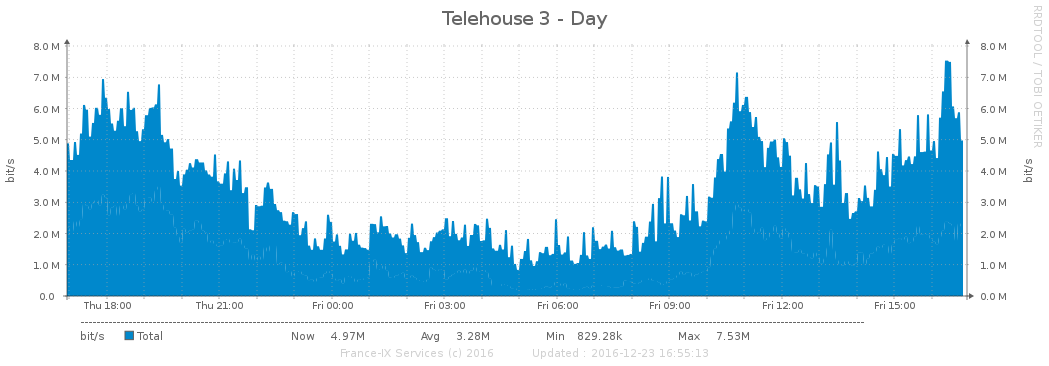 Telehouse 3 - Day
RRDTOOL / TOBI OETIKER
bit/s
bit/s
8.0 M 8.0 M
7.0 M 7.0 M
6.0 M 6.0 M
5.0 M 5.0 M
4.0 M 4.0 M
3.0 M 3.0 M
2.0 M 2.0 M
1.0 M 1.0 M
0.0 0.0 M
Thu 18:00 Thu 21:00 Fri 00:00 Fri 03:00 Fri 06:00 Fri 09:00 Fri 12:00 Fri 15:00
bit/s Total Now 4.97M Avg 3.28M Min 829.28k Max 7.53M
France-IX Services (c) 2016 Updated : 2016-12-23 16:55:13